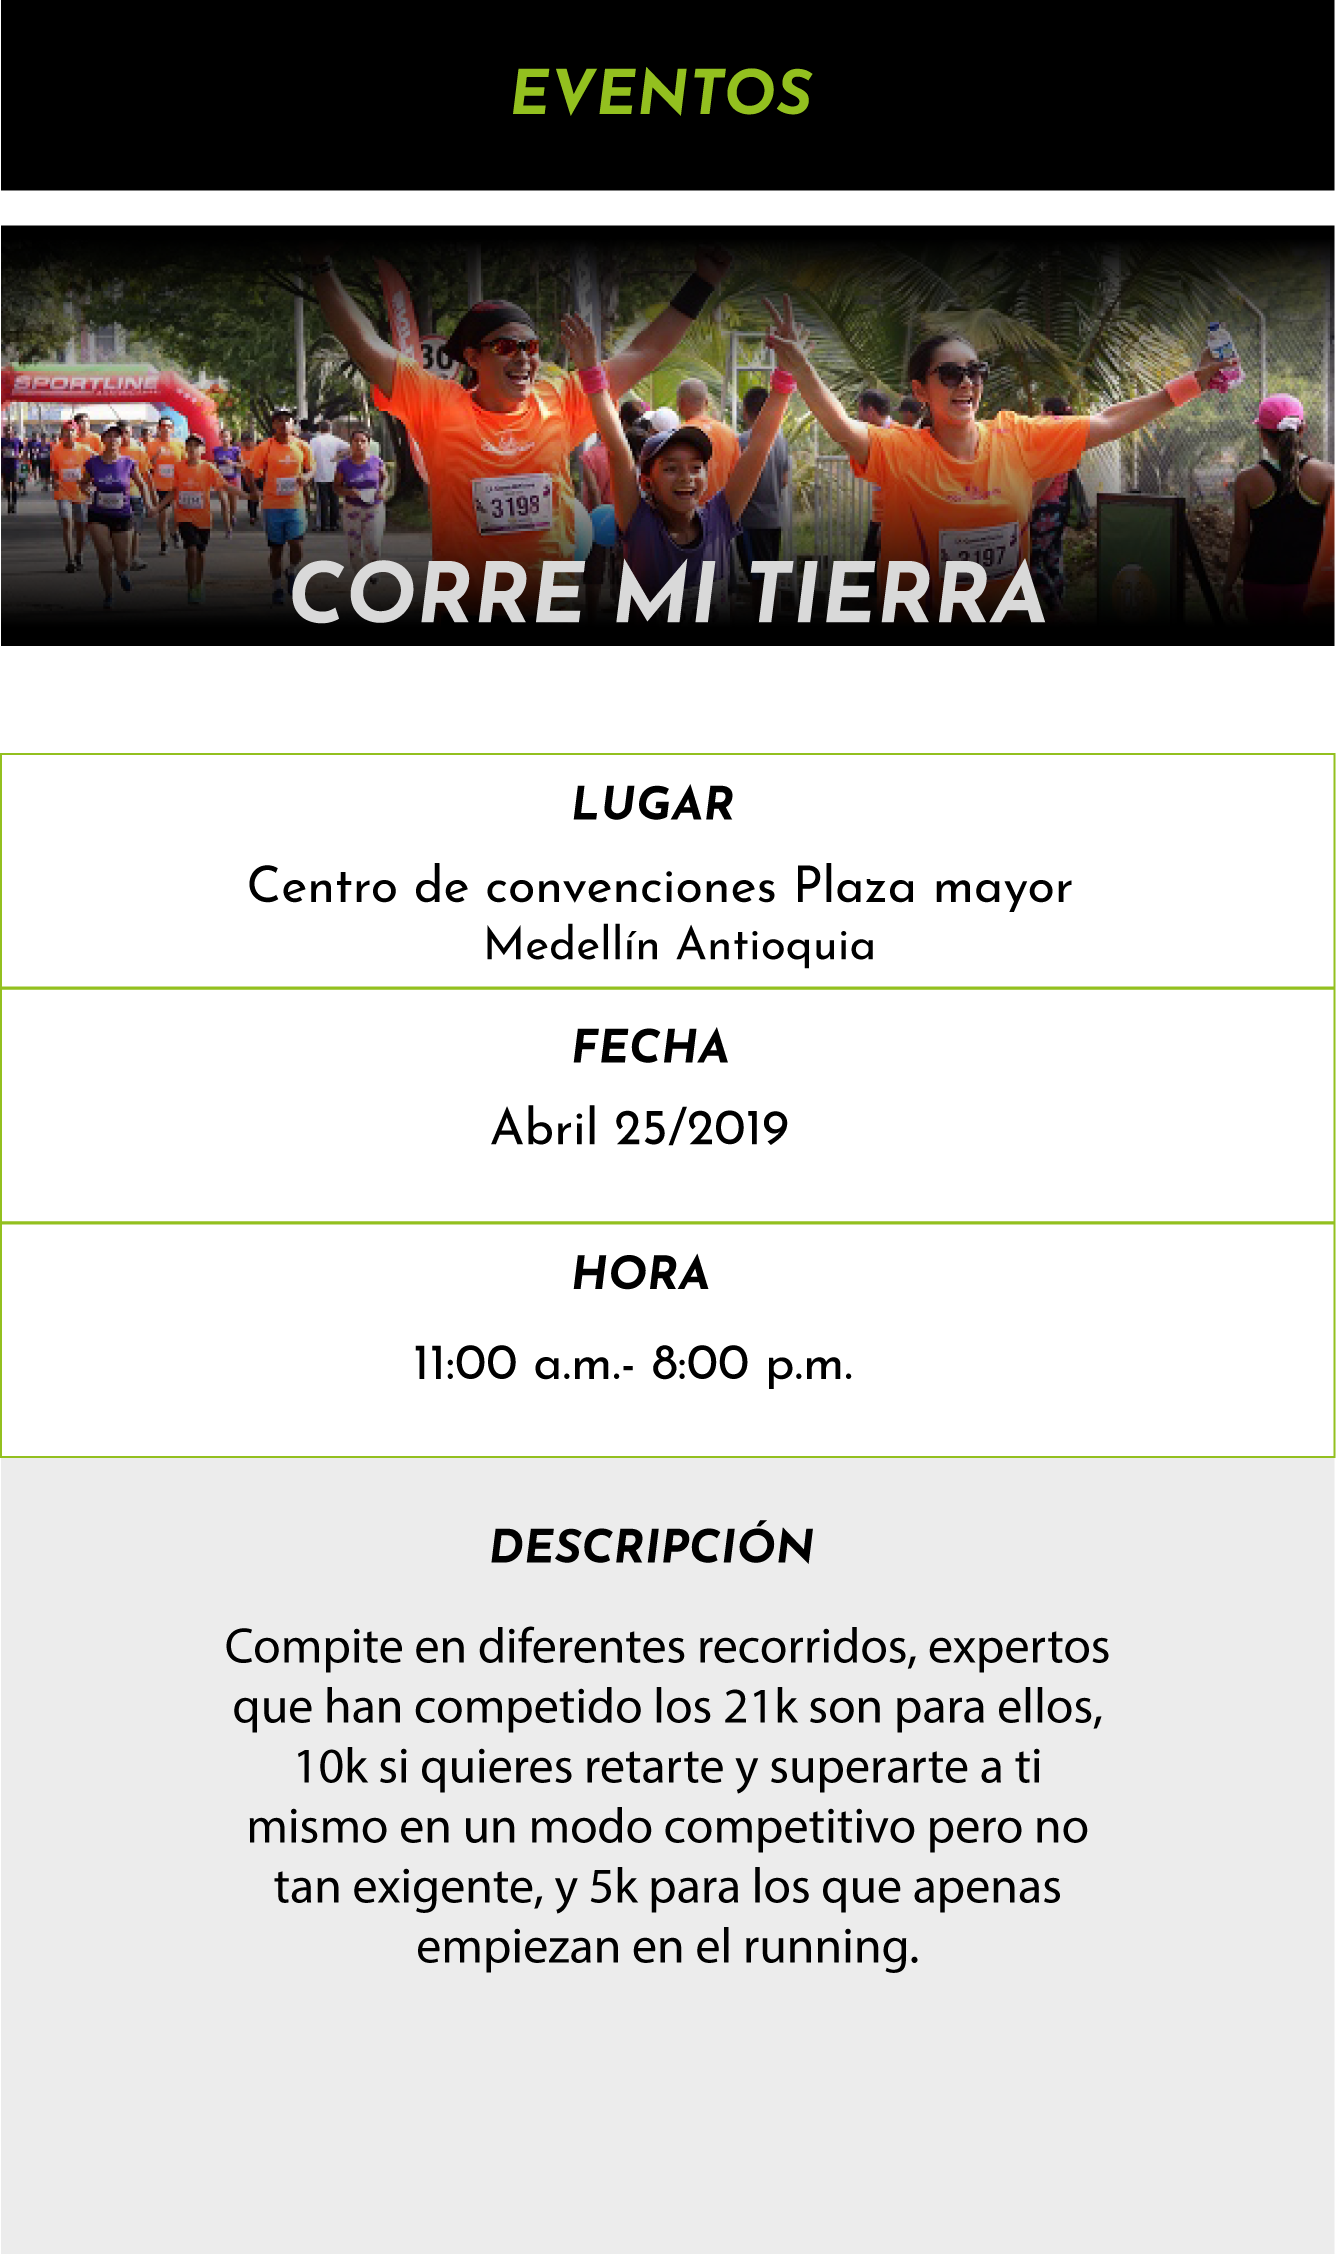 EVENTOS
SPORTLINE
30
3198
3197
CORRE MI TIERRA
LUGAR
Centro de convenciones Plaza mayor
Medellín Antioquia
FECHA
Abril 25/2019
HORA
11:00 a.m.- 8:00 p.m.
DESCRIPCIÓN
Compite en diferentes recorridos, expertos
que han competido los 21k son para ellos,
10k si quieres retarte y superarte a ti
mismo en un modo competitivo pero no
tan exigente, y 5k para los que apenas
empiezan en el running.